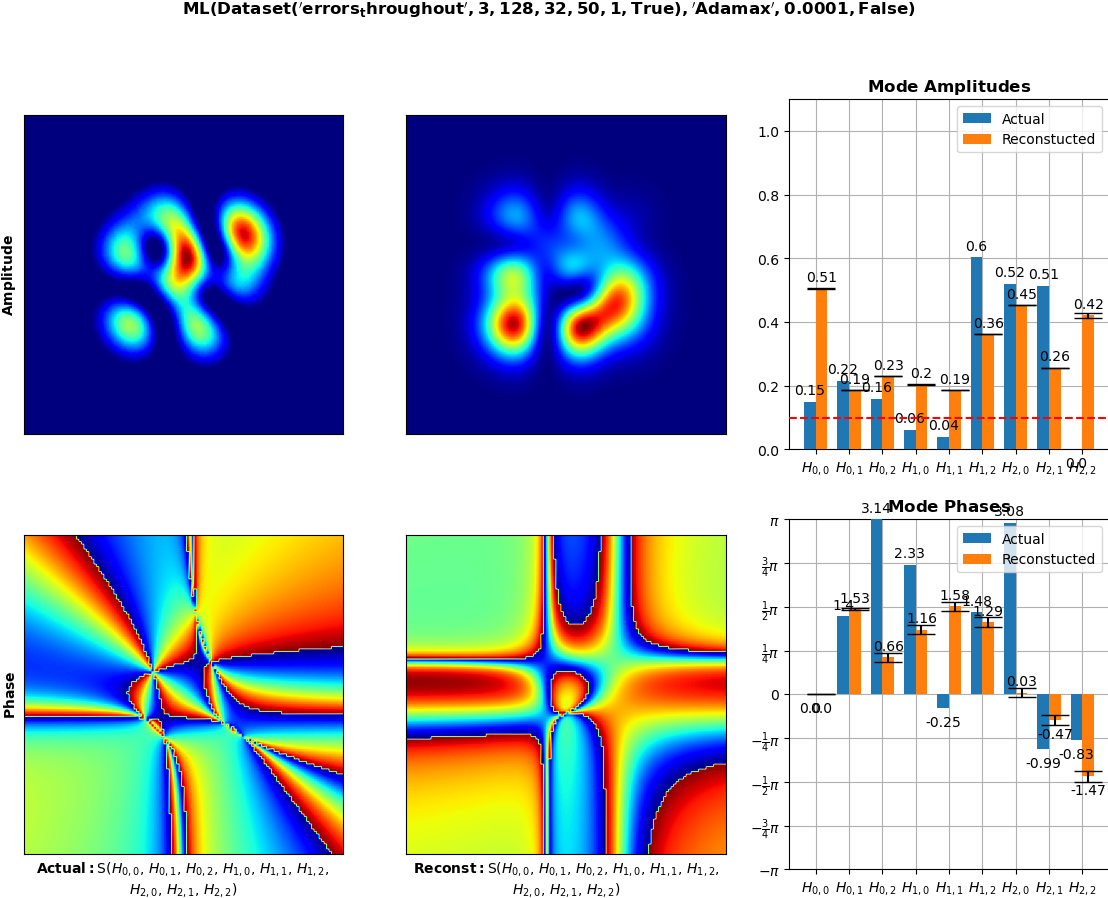 ML(Dataset('errors_throughout', 3, 128, 32, 50, 1, True), 'Adamax', 0.0001, False)
Amplitude
Mode Amplitudes
Actual
Reconstucted
1.0
0.8
0.6
0.4
0.2
0.0
0.15
0.51
0.22
0.19
0.16
0.23
0.06
0.2
0.04
0.19
0.6
0.36
0.52
0.45
0.51
0.26
0.0
0.42
H0,0 H0,1 H0,2 H1,0 H1,1 H1,2 H2,0 H2,1 H2,2
Phase
Mode Phases
Actual
Reconstucted
π
3/4π
1/2π
1/4π
0
−1/4π
−1/2π
−3/4π
−π
0.0
0.0
1.4
1.53
3.14
0.66
2.33
1.16
-0.25
1.58
1.48
1.29
3.08
0.03
-0.99
-0.47
-0.83
-1.47
H0,0 H0,1 H0,2 H1,0 H1,1 H1,2 H2,0 H2,1 H2,2
Actual:S(H0,0, H0,1, H0,2, H1,0, H1,1, H1,2,
H2,0, H2,1, H2,2)
Reconst:S(H0,0, H0,1, H0,2, H1,0, H1,1, H1,2,
H2,0, H2,1, H2,2)